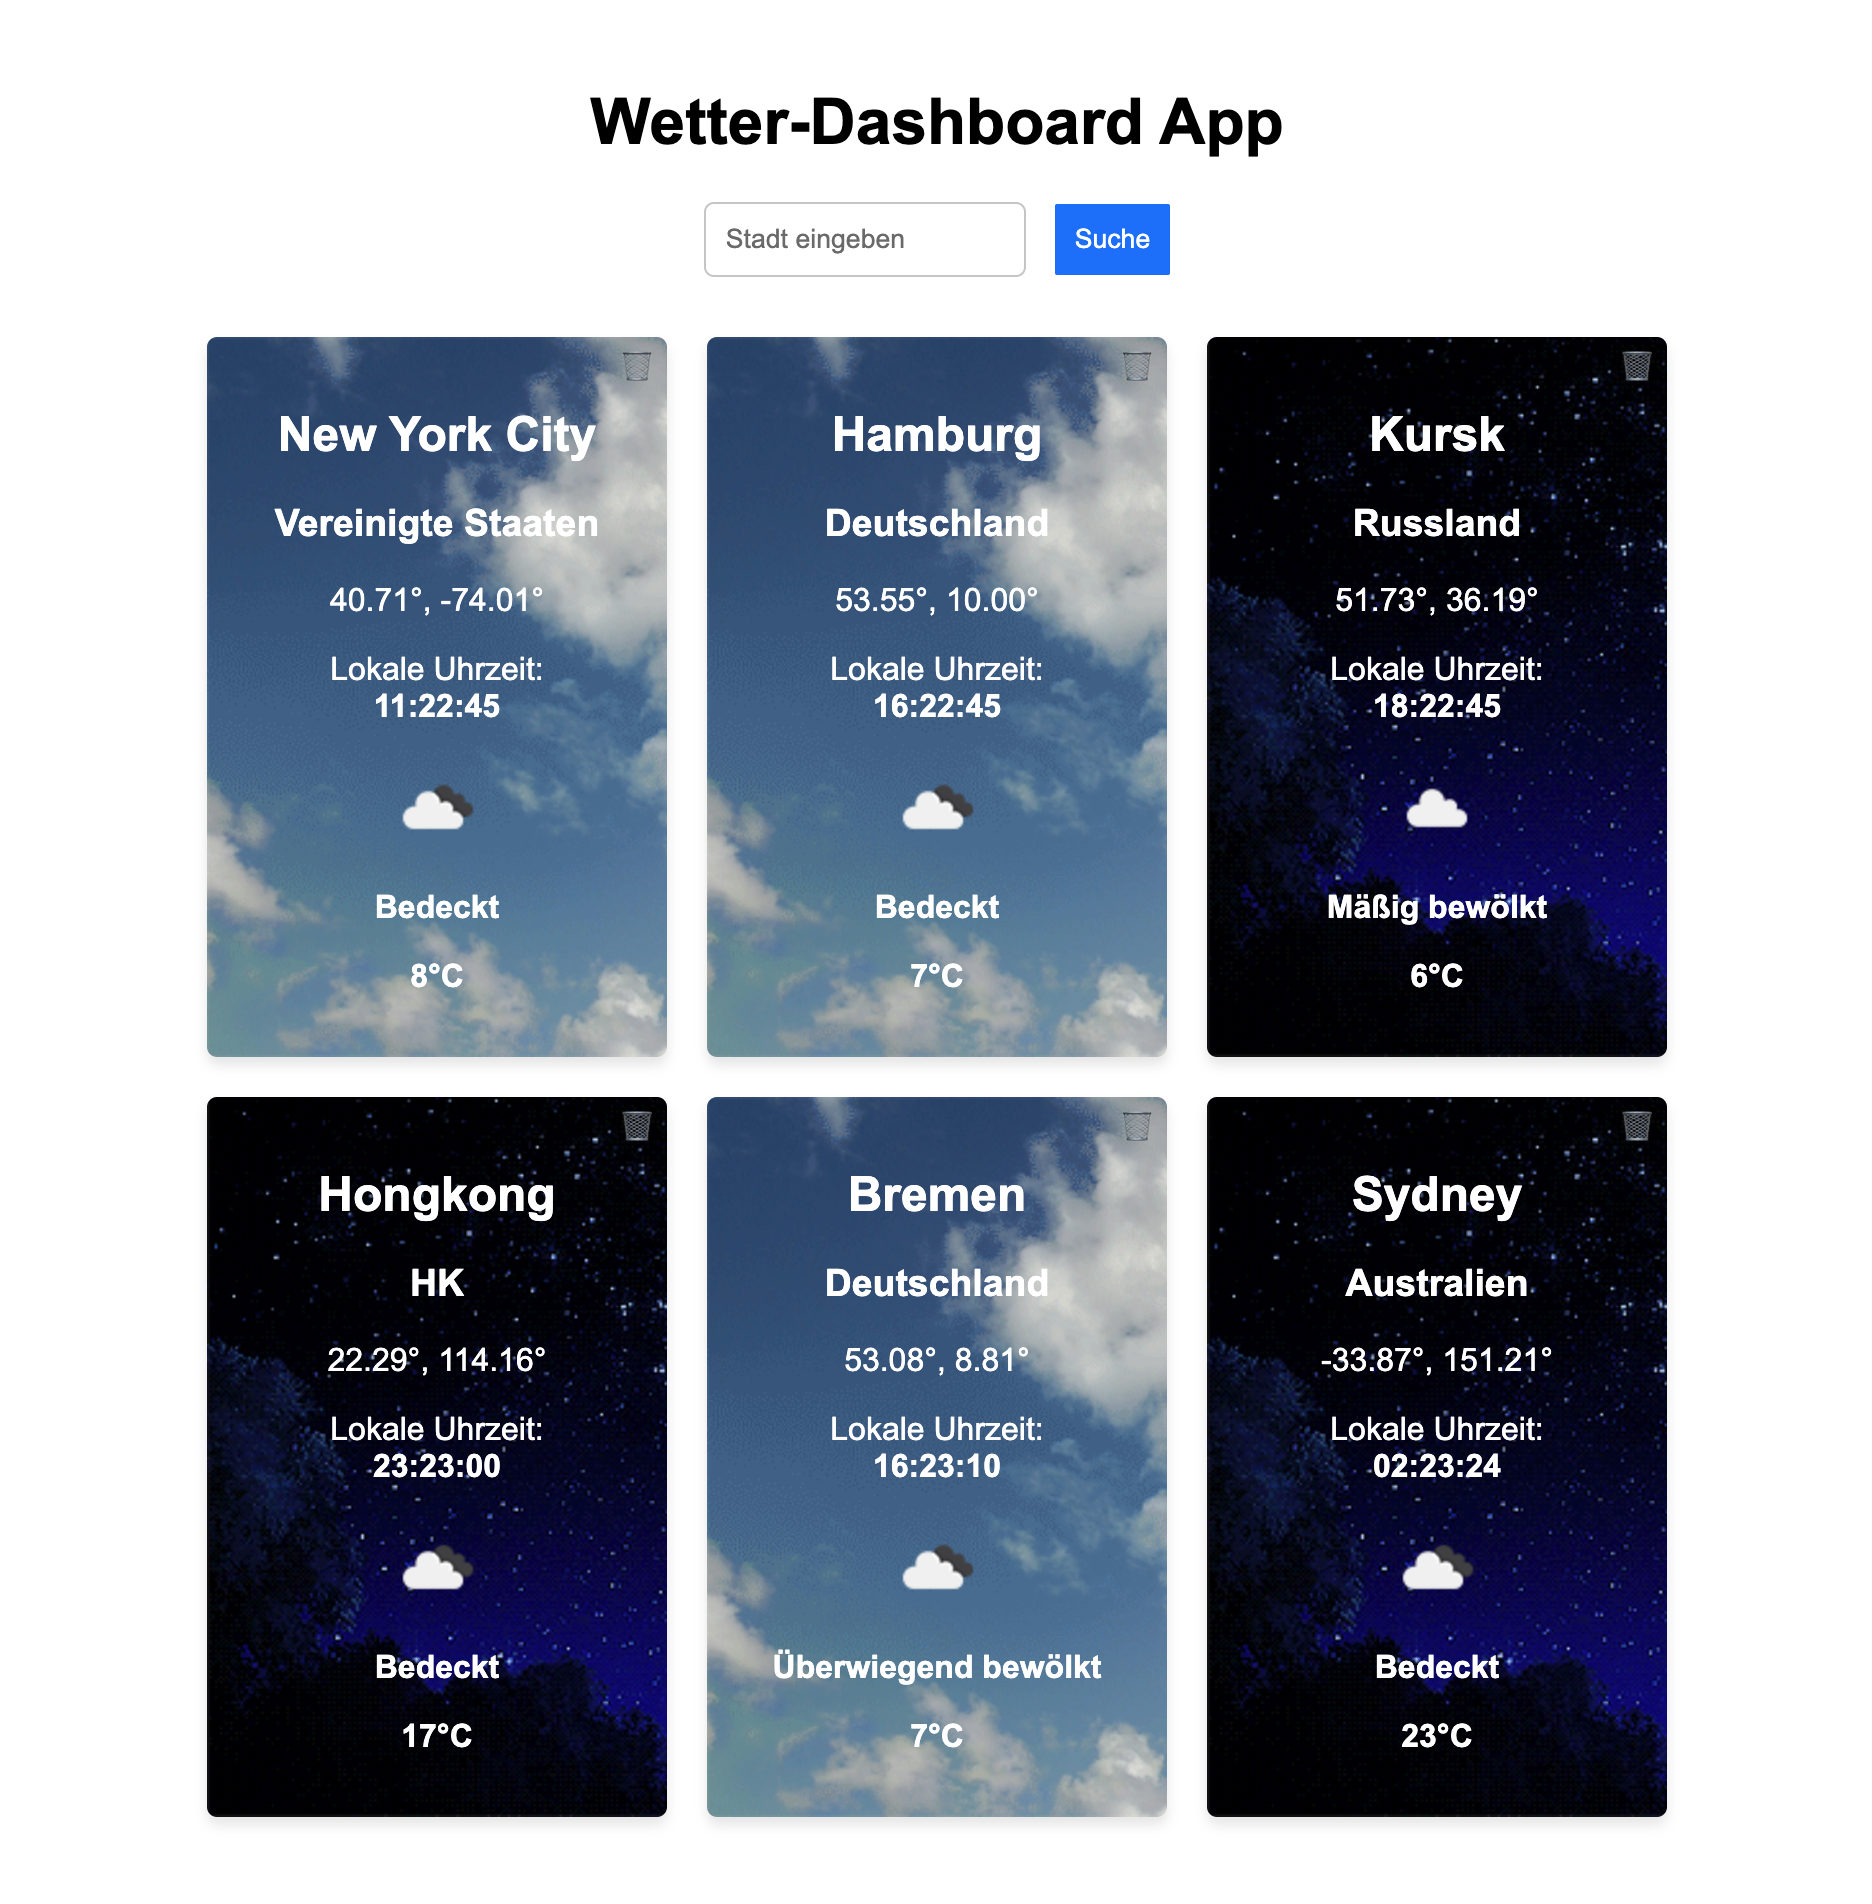 Wetter-Dashboard App
Stadt eingeben
Suche
New York City
Vereinigte Staaten
40.71°, -74.01°
Lokale Uhrzeit:
11:22:45
Bedeckt
8°C
Hamburg
Deutschland
53.55°, 10.00°
Lokale Uhrzeit:
16:22:45
Bedeckt
7°C
Kursk
Russland
51.73°, 36.19°
Lokale Uhrzeit:
18:22:45
Mäßig bewölkt
6°C
Hongkong
HK
22.29°, 114.16°
Lokale Uhrzeit:
23:23:00
Bedeckt
17°C
Bremen
Deutschland
53.08°, 8.81°
Lokale Uhrzeit:
16:23:10
Überwiegend bewölkt
7°C
Sydney
Australien
-33.87°, 151.21°
Lokale Uhrzeit:
02:23:24
Bedeckt
23°C